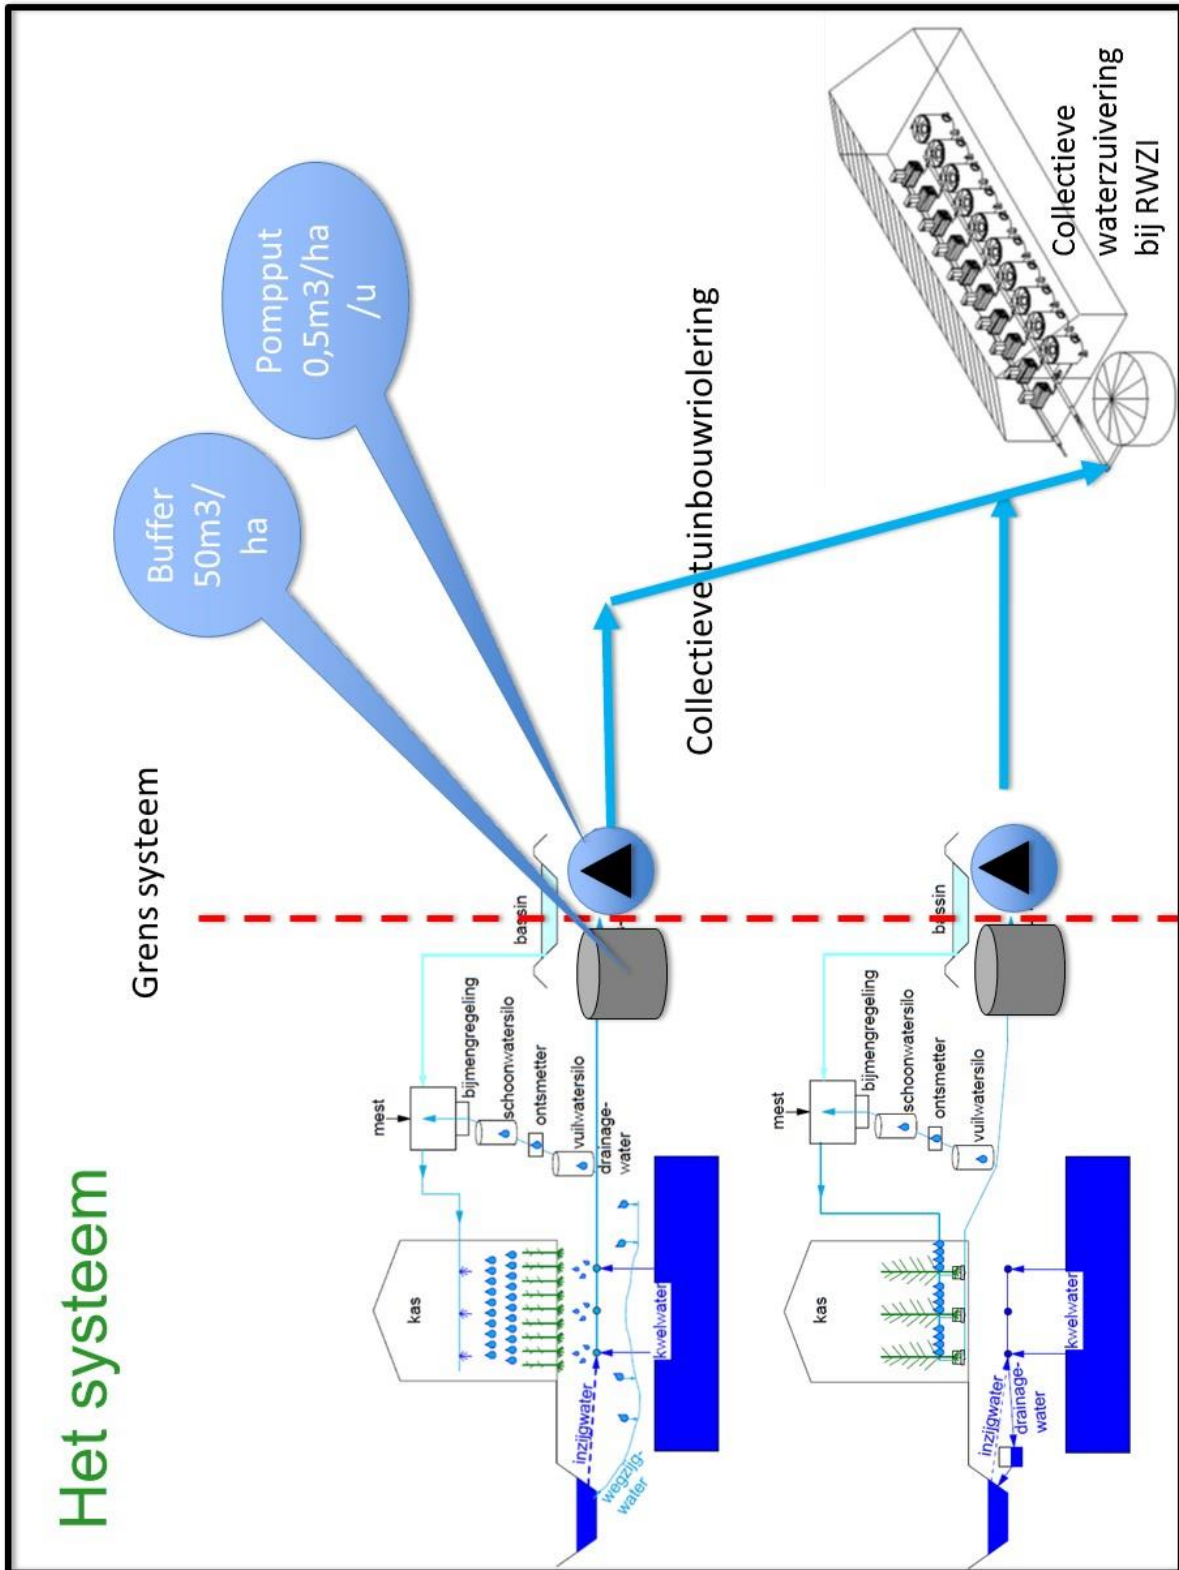 Het systeem
Grens systeem
Buffer
50m3/
ha
Pompput
0,5m3/ha
/u
kas
mest
bijmengregeling
schoonwatersilo
ontsmetter
vuilwatersilo
drainage-
water
bassin
inzijgwater
wegzijg-
water
kwelwater
Collectieve tuinbouwriolering
kas
mest
bijmengregeling
schoonwatersilo
ontsmetter
vuilwatersilo
bassin
inzijgwater
drainage-
water
kwelwater
Collectieve
waterzuivering
bij RWZI